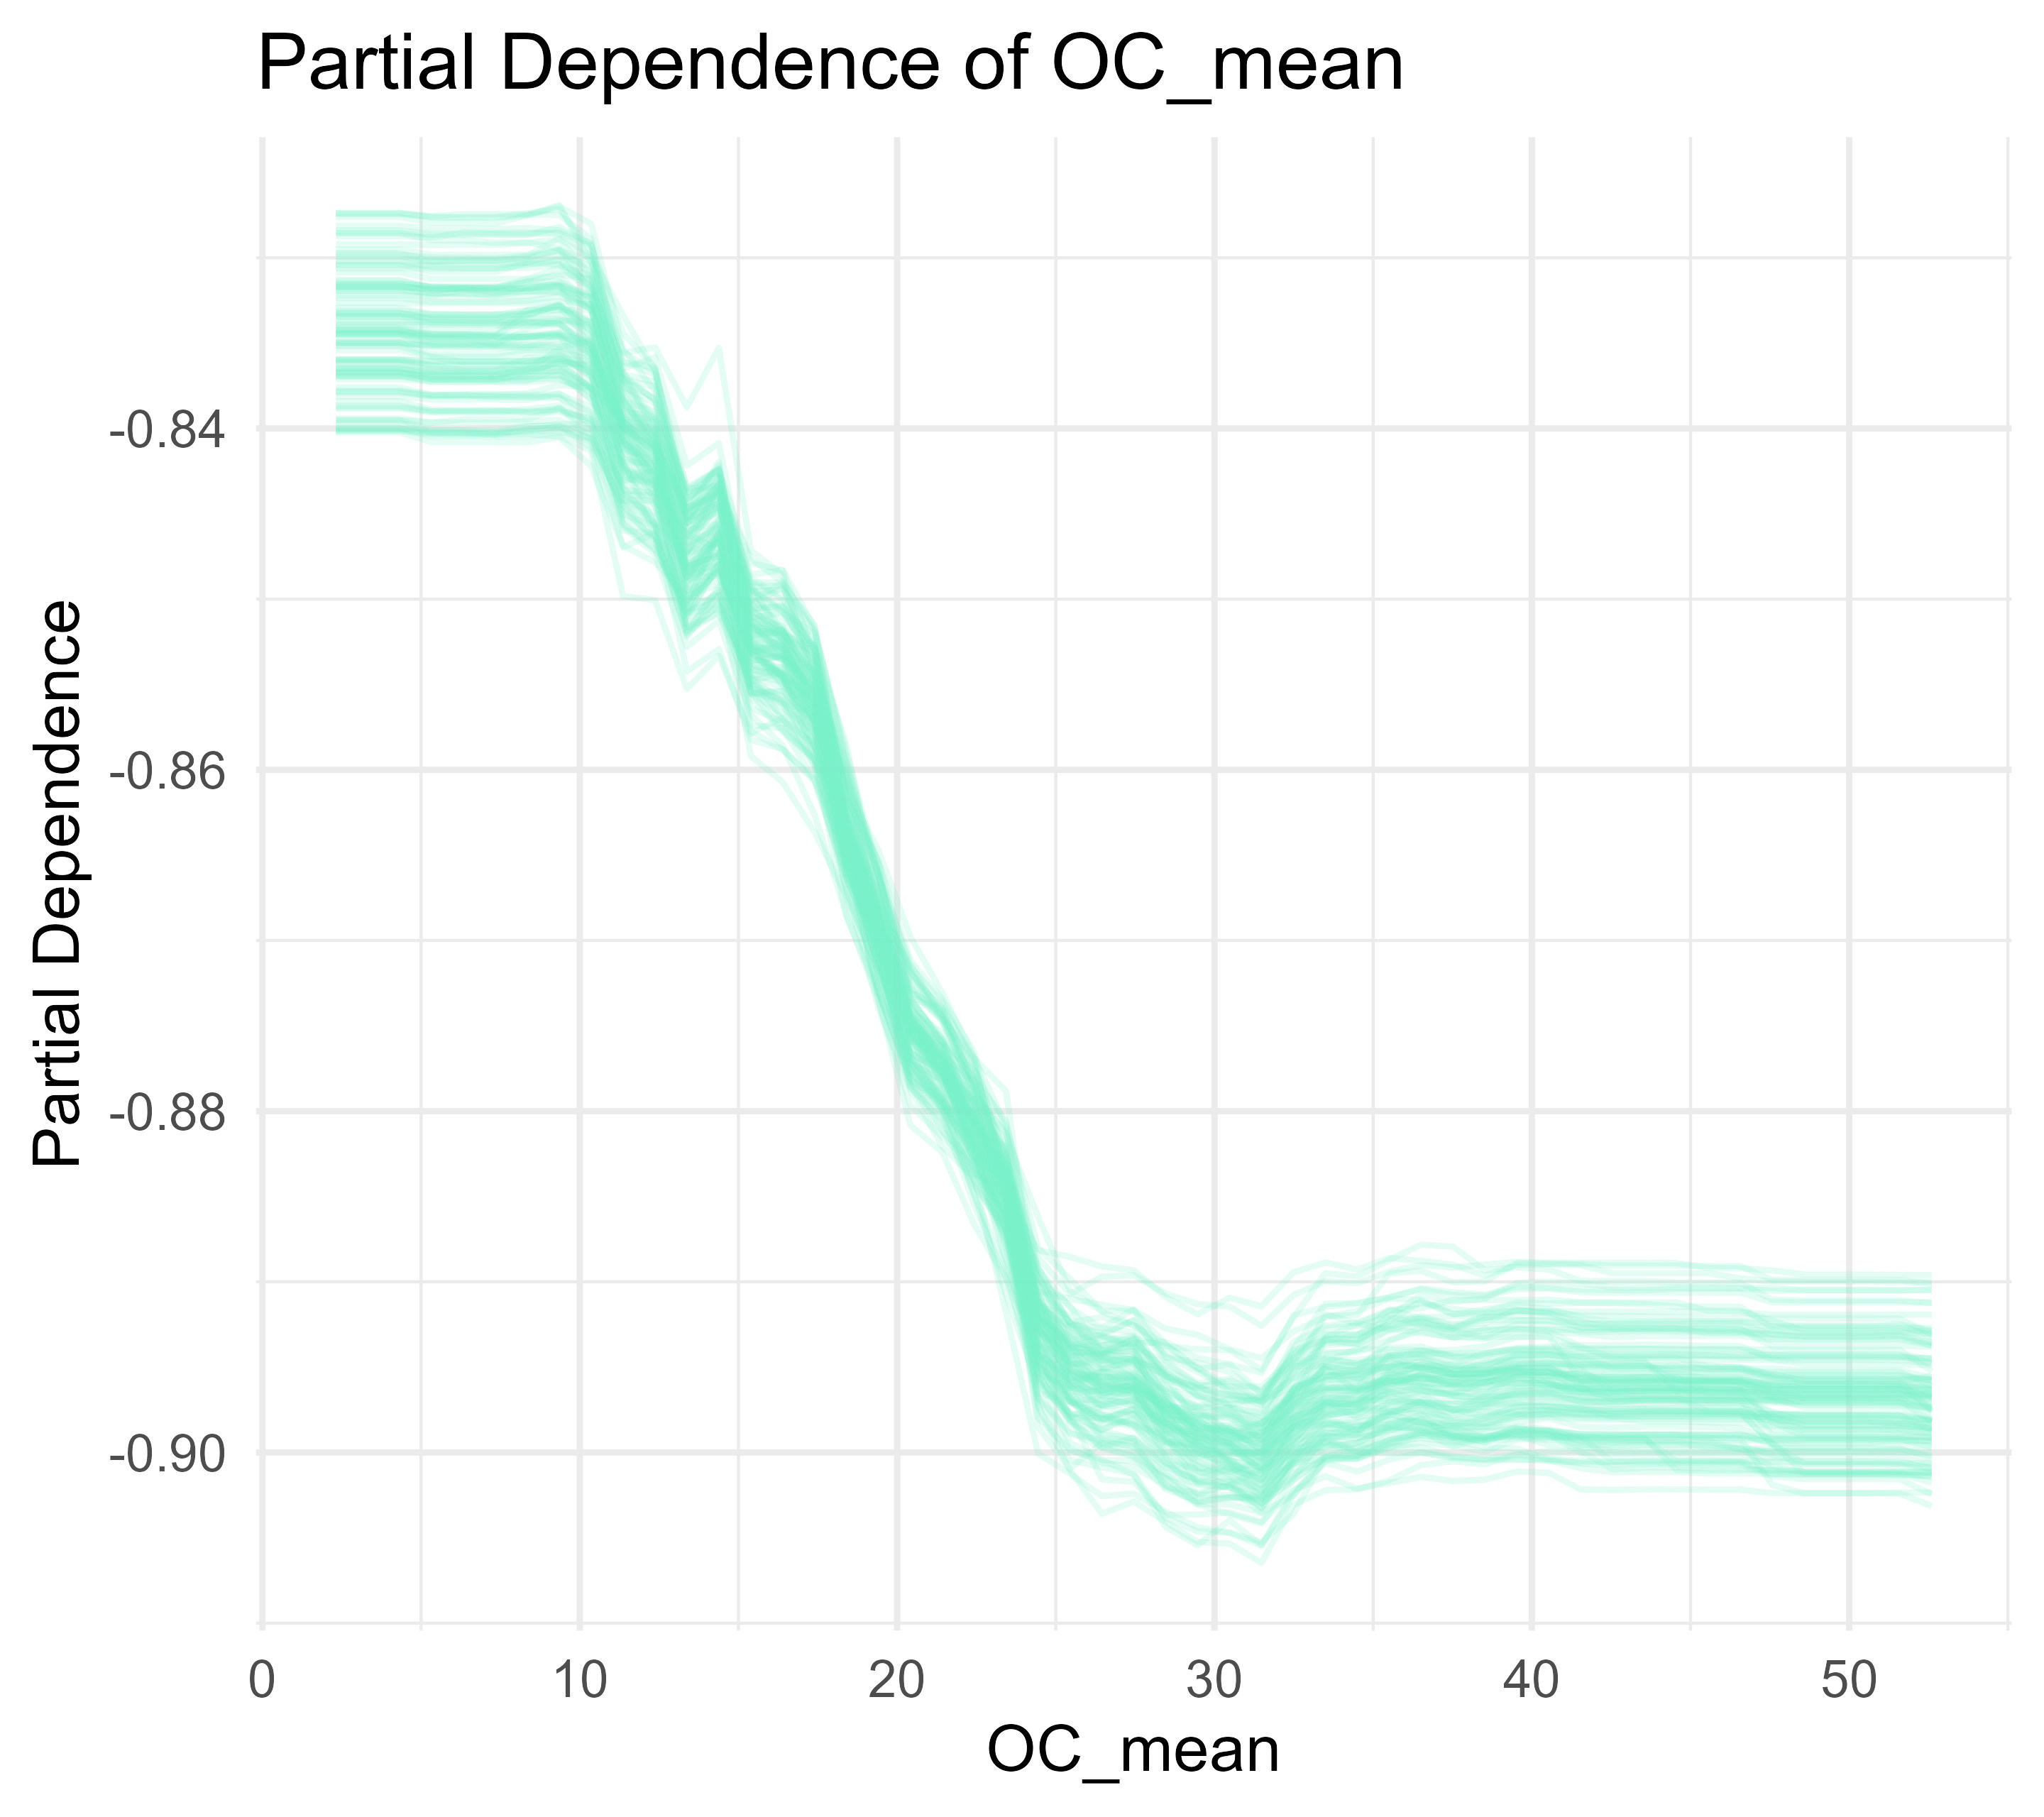 Partial Dependence of OC_mean
Partial Dependence
-0.84
-0.86
-0.88
-0.90
0 10 20 30 40 50
OC_mean